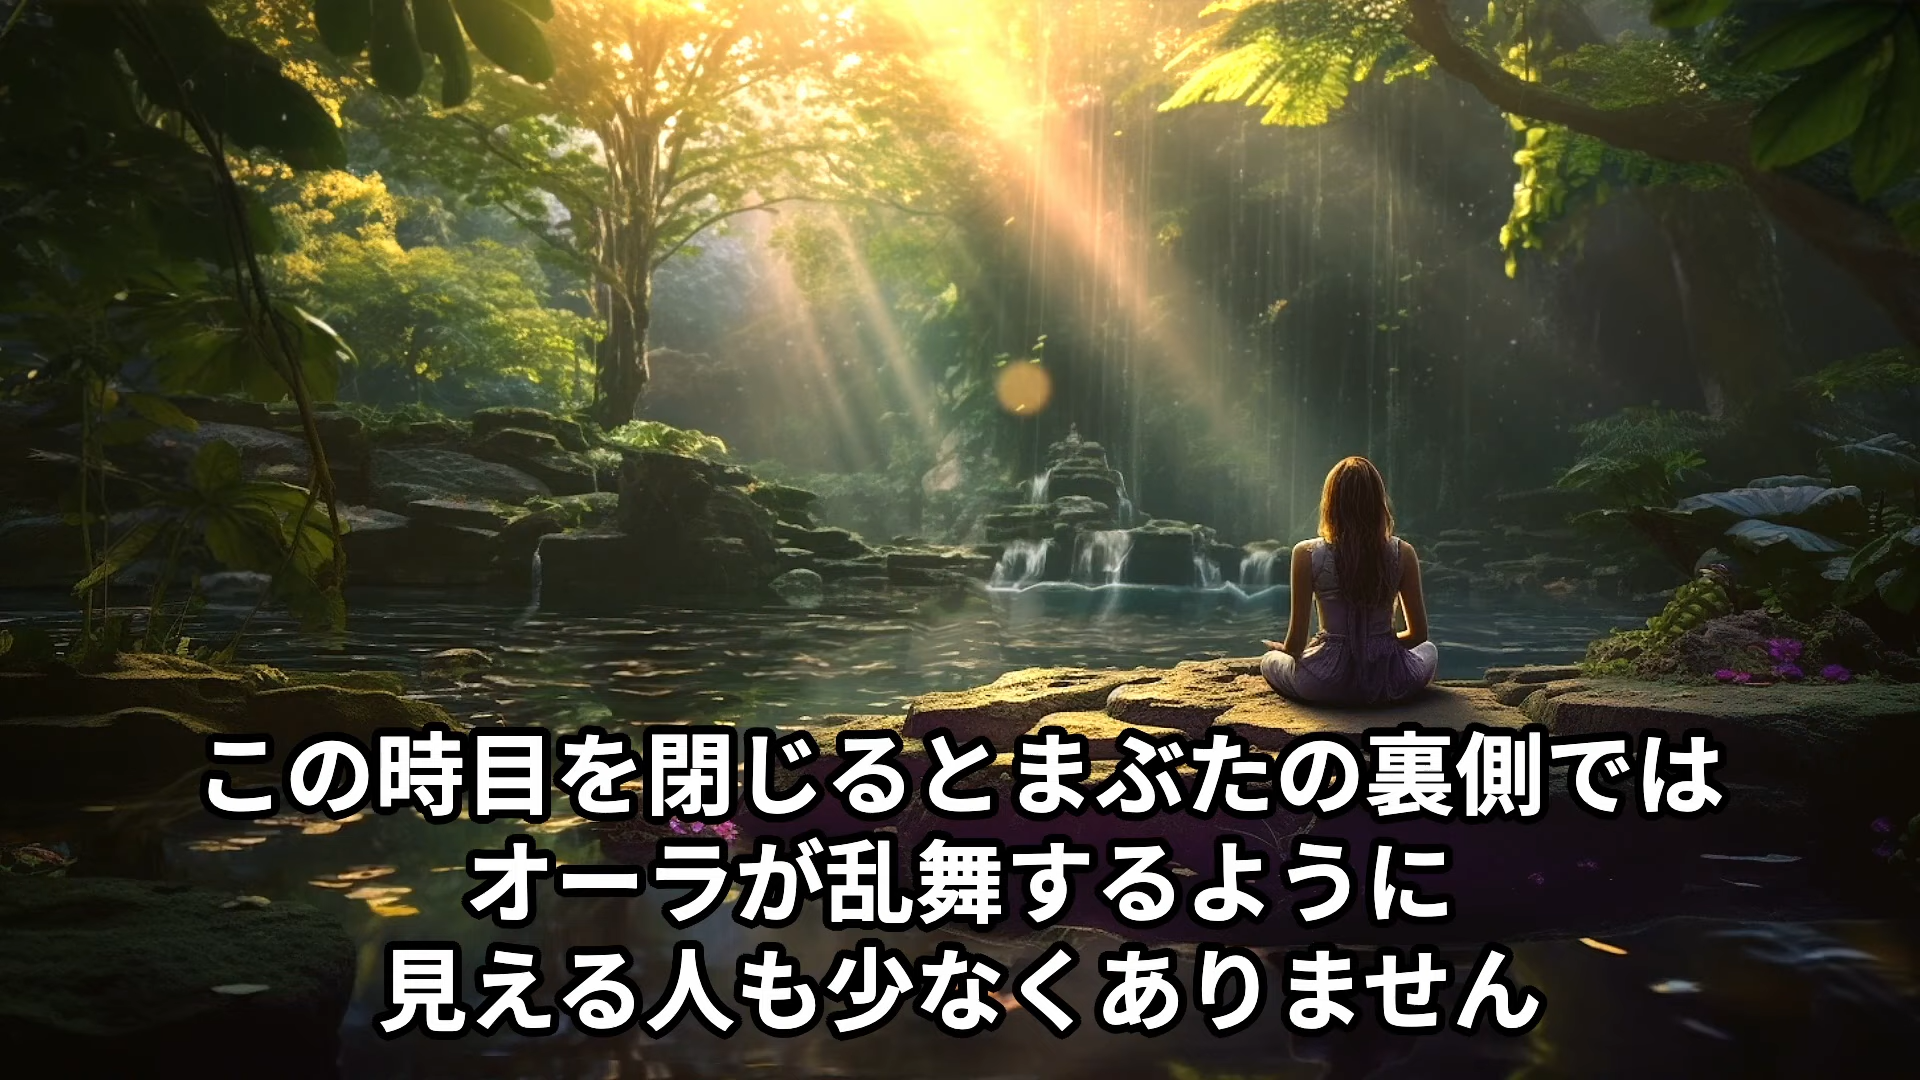 この時目を閉じるとまぶたの裏側では
オーラが乱舞するように
見える人も少なくありません